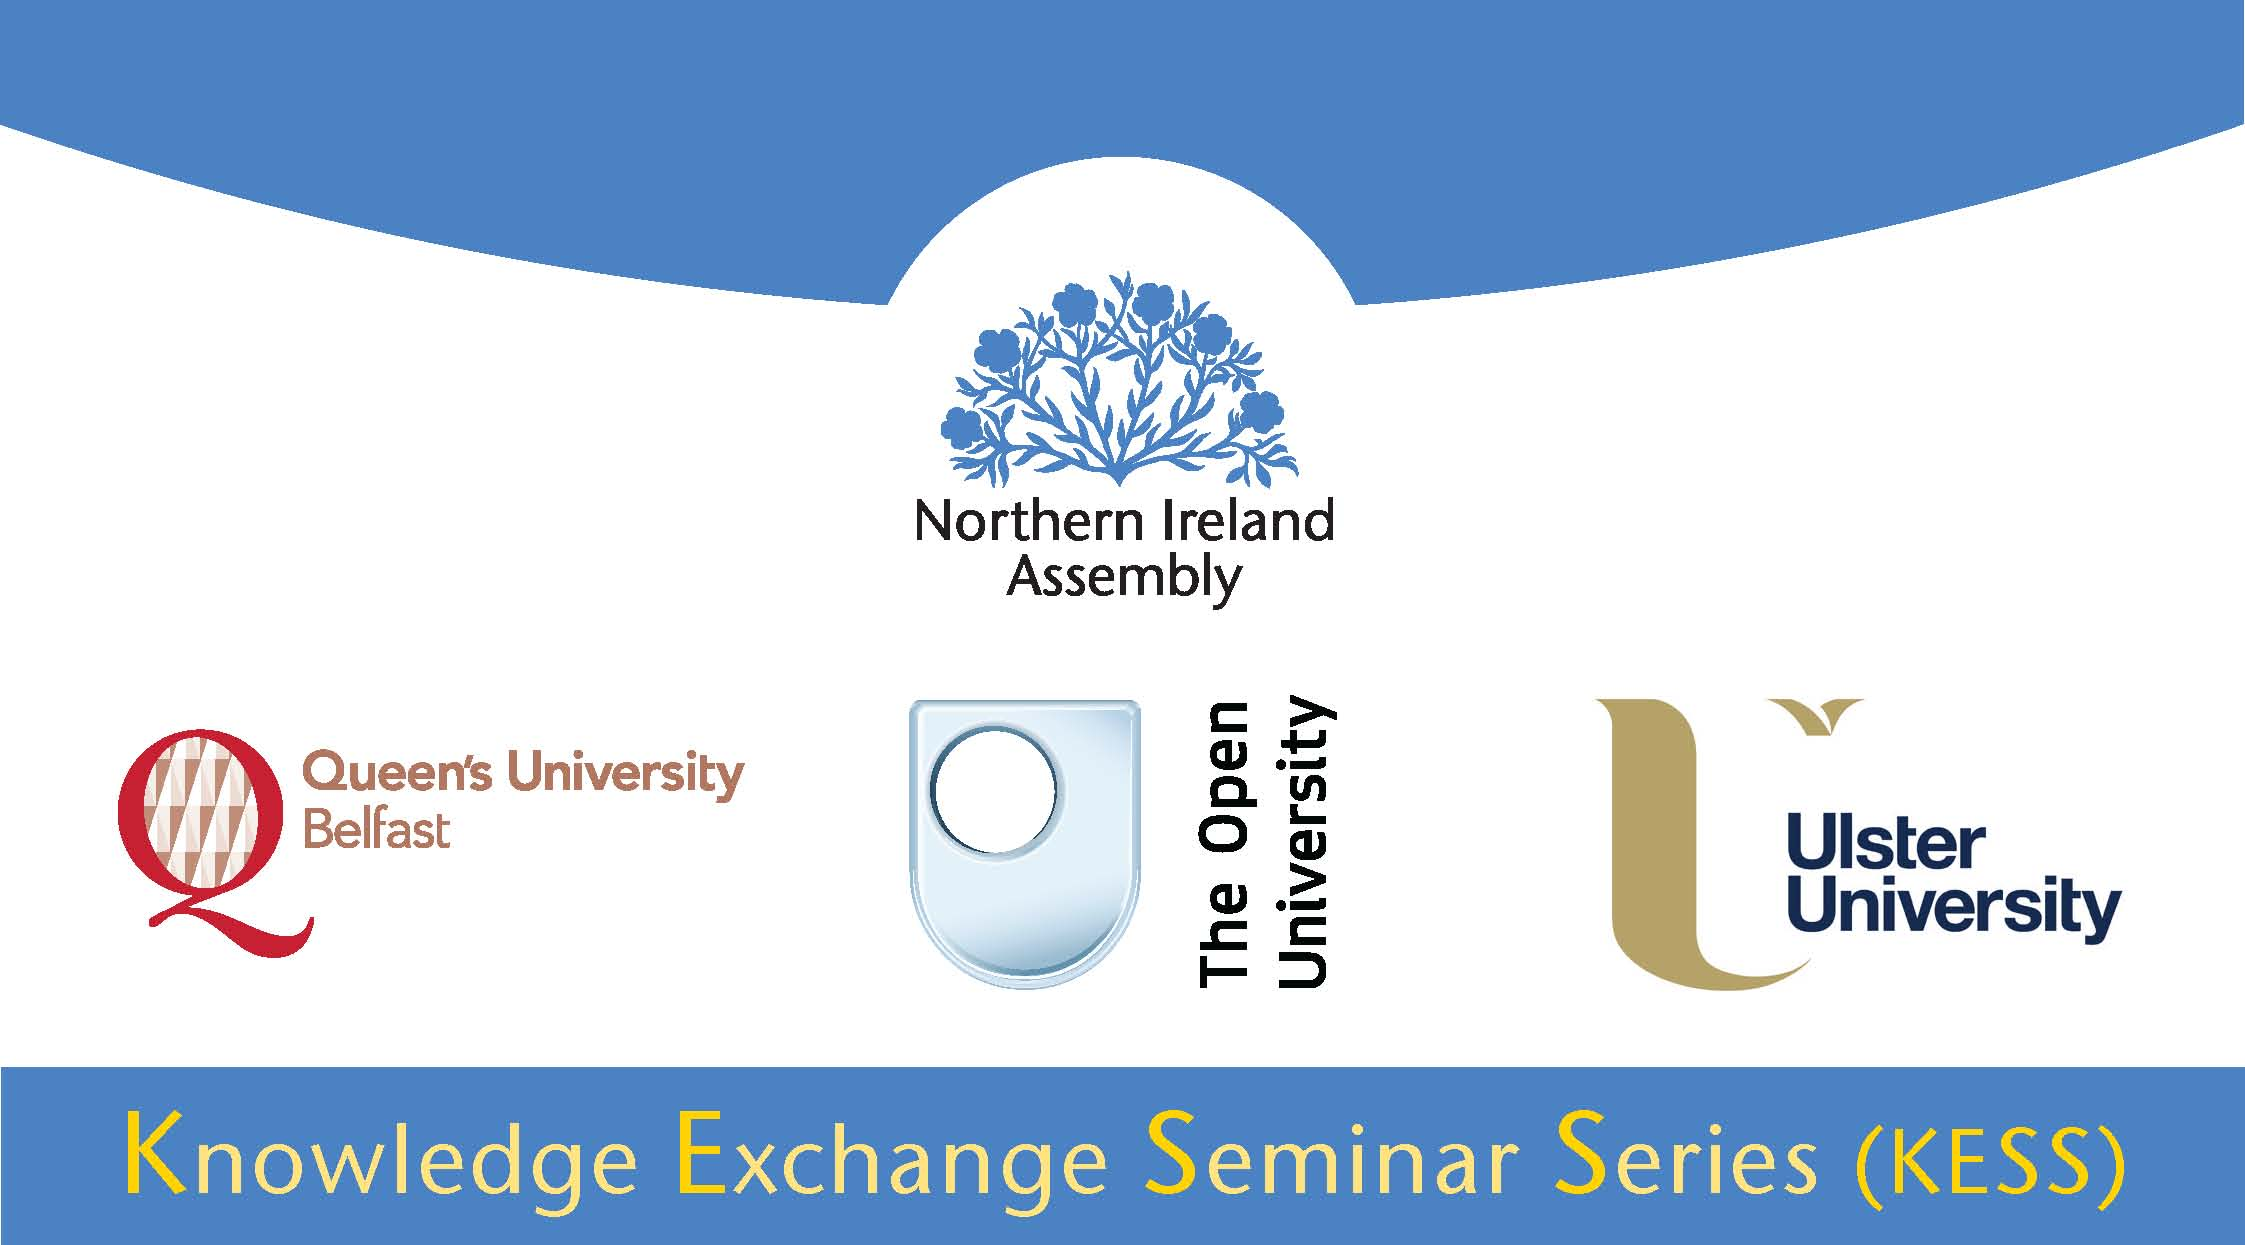 Northern Ireland
Assembly
Queen's University
Belfast
The Open
University
Ulster
University
Knowledge Exchange Seminar Series (KESS)